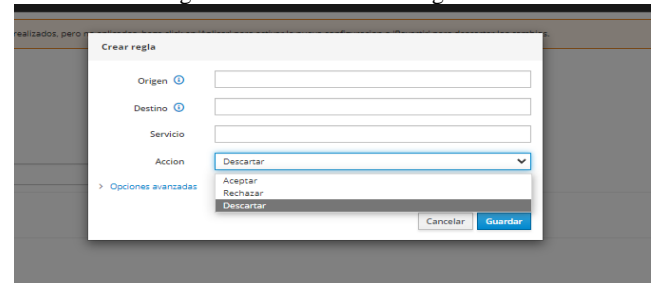 realizados, pero
Crear regla
Origen
Destino
Servicio
Accion Descartar
Aceptar
Rechazar
Descartar
> Opciones avanzadas
Cancelar Guardar